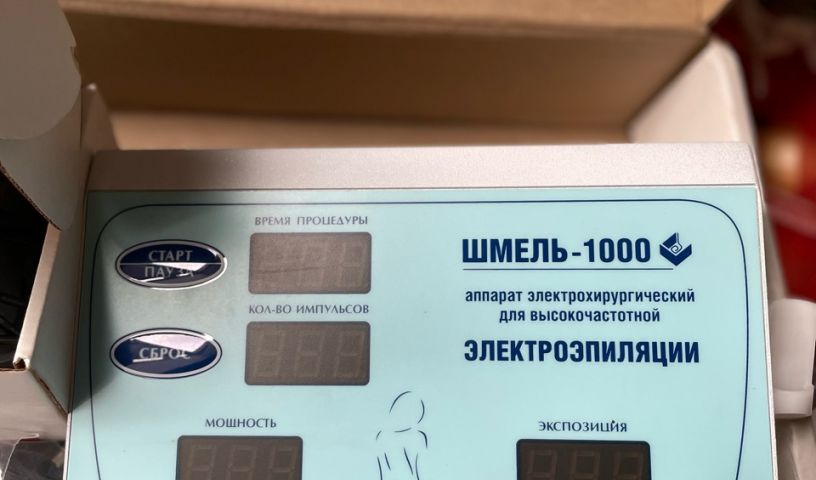 ВРЕМЯ ПРОЦЕДУРЫ
СТАРТ
ПАУЗА
КОЛ-ВО ИМПУЛЬСОВ
СБРОС
МОЩНОСТЬ
ШМЕЛЬ-1000
аппарат электрохирургический
для высокочастотной
ЭЛЕКТРОЭПИЛЯЦИИ
ЭКСПОЗИЦИЯ